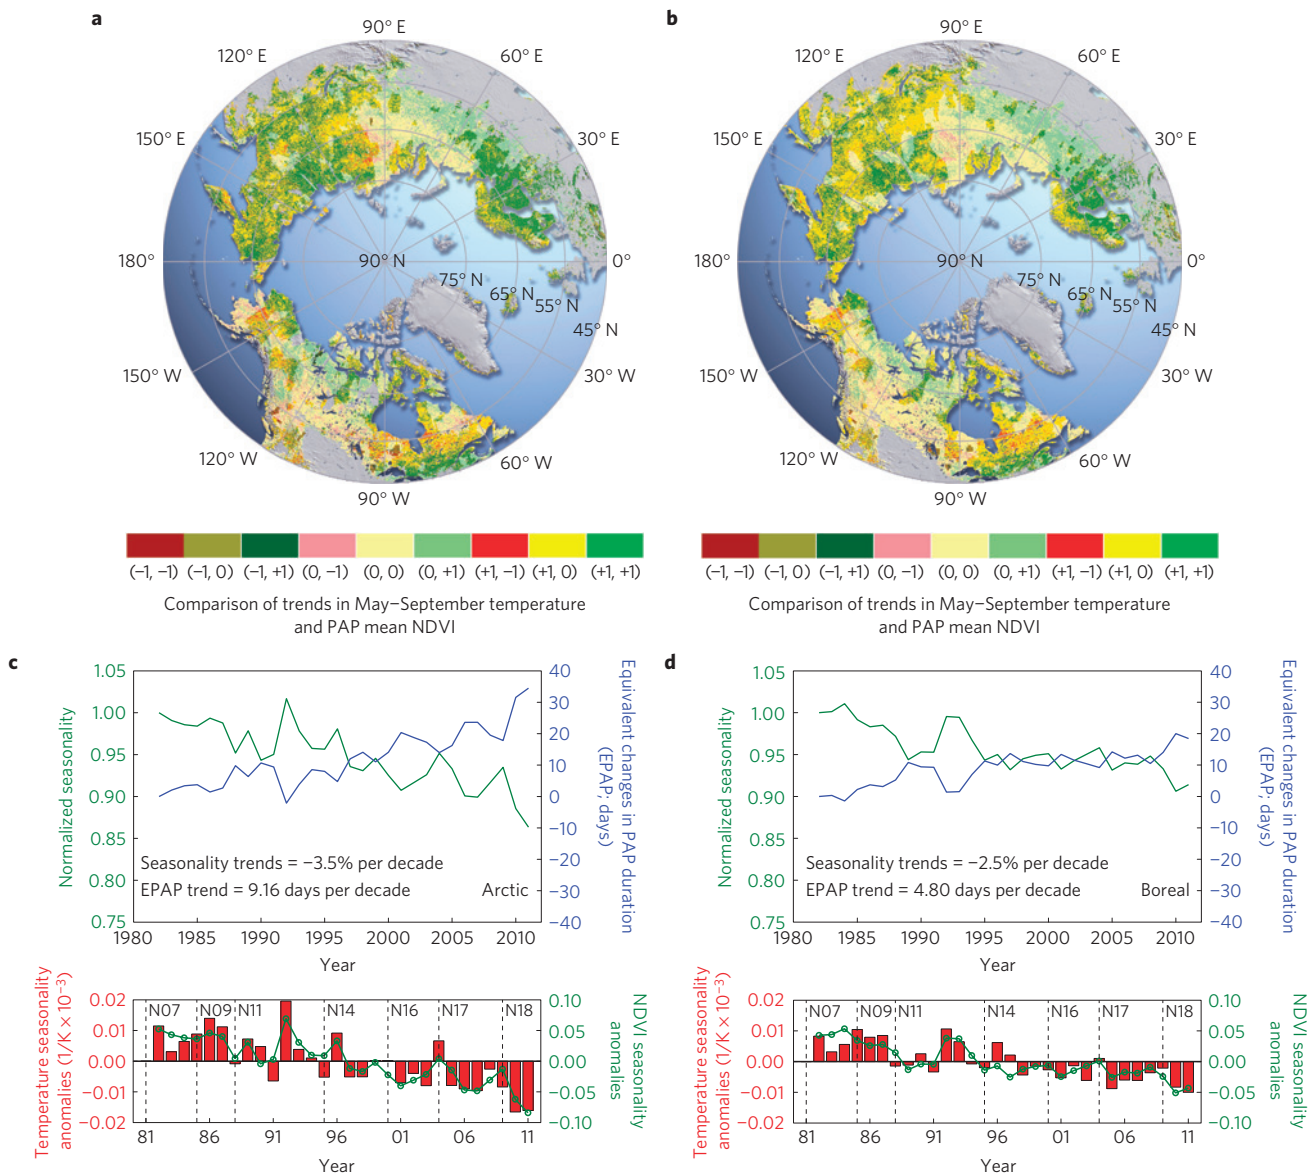 a
90° E
120° E
60° E
150° E
30° E
180°
90° N
0°
75° N
65° N
55° N
45° N
150° W
30° W
120° W
60° W
90° W
(−1, −1) (−1, 0) (−1, +1) (0, −1) (0, 0) (0, +1) (+1, −1) (+1, 0) (+1, +1)
Comparison of trends in May−September temperature
and PAP mean NDVI
b
90° E
120° E
60° E
150° E
30° E
180°
90° N
0°
75° N
65° N
55° N
45° N
150° W
30° W
120° W
60° W
90° W
(−1, −1) (−1, 0) (−1, +1) (0, −1) (0, 0) (0, +1) (+1, −1) (+1, 0) (+1, +1)
Comparison of trends in May−September temperature
and PAP mean NDVI
c
Normalized seasonality
1.05
1.00
0.95
0.90
0.85
0.80
0.75
40
30
20
10
0
−10
−20
−30
−40
Equivalent changes in PAP duration
(EPAP; days)
Seasonality trends = −3.5% per decade
EPAP trend = 9.16 days per decade
Arctic
1980 1985 1990 1995 2000 2005 2010
Year
Temperature seasonality
anomalies (1/K × 10⁻³)
0.02
0.01
0.00
−0.01
−0.02
N07 N09 N11 N14 N16 N17 N18
0.10
0.05
0.00
−0.05
−0.10
NDVI seasonality
anomalies
81 86 91 96 01 06 11
Year
d
Normalized seasonality
1.05
1.00
0.95
0.90
0.85
0.80
0.75
40
30
20
10
0
−10
−20
−30
−40
Equivalent changes in PAP duration
(EPAP; days)
Seasonality trends = −2.5% per decade
EPAP trend = 4.80 days per decade
Boreal
1980 1985 1990 1995 2000 2005 2010
Year
Temperature seasonality
anomalies (1/K × 10⁻³)
0.02
0.01
0.00
−0.01
−0.02
N07 N09 N11 N14 N16 N17 N18
0.10
0.05
0.00
−0.05
−0.10
NDVI seasonality
anomalies
81 86 91 96 01 06 11
Year